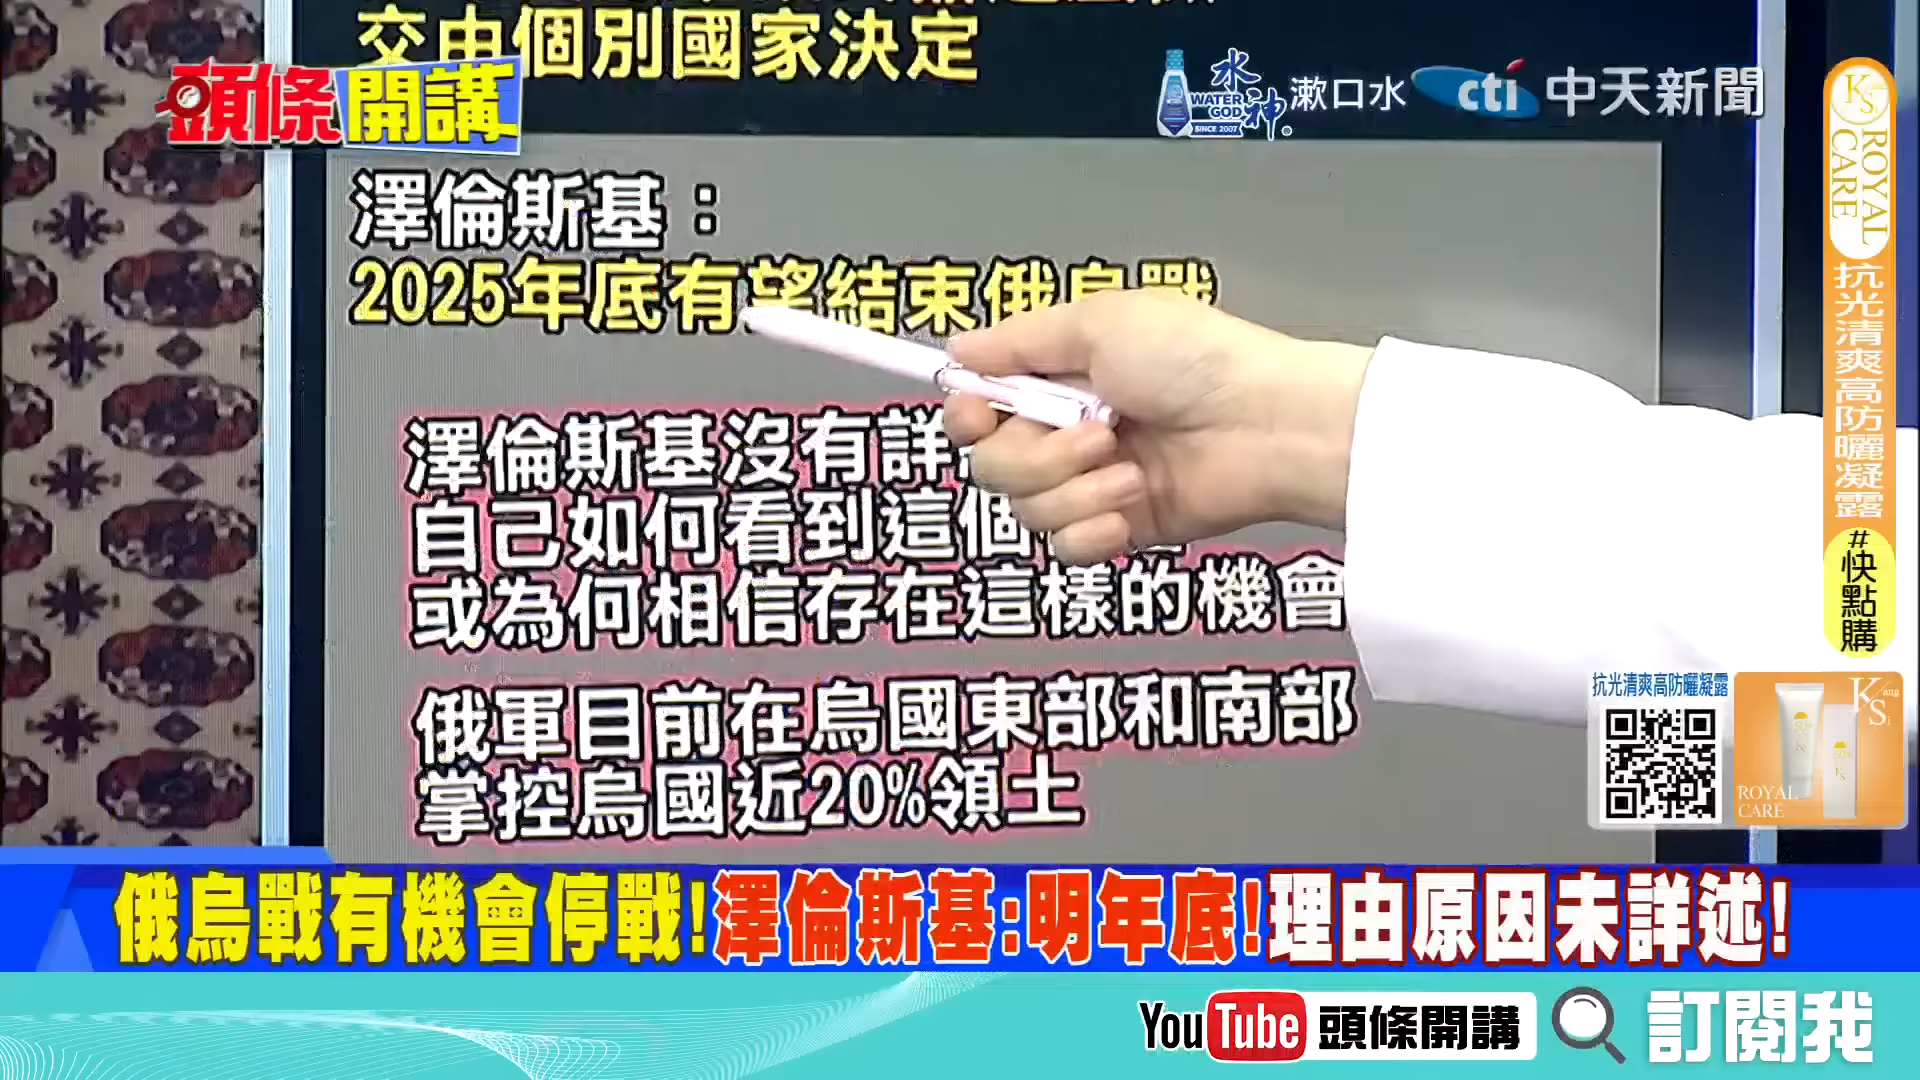 交由個別國家決定
頭條開講
水神
WATER GOD
SINCE 2007
漱口水
cti 中天新聞
澤倫斯基：
2025年底有望結束俄烏戰
澤倫斯基沒有詳
自己如何看到這個
或為何相信存在這樣的機會
俄軍目前在烏國東部和南部
掌控烏國近20%領土
KS
ROYAL CARE
抗光清爽高防曬凝露
#快點購
抗光清爽高防曬凝露
KangSi
ROYAL
CARE
俄烏戰有機會停戰!澤倫斯基:明年底!理由原因未詳述!
YouTube 頭條開講
訂閱我